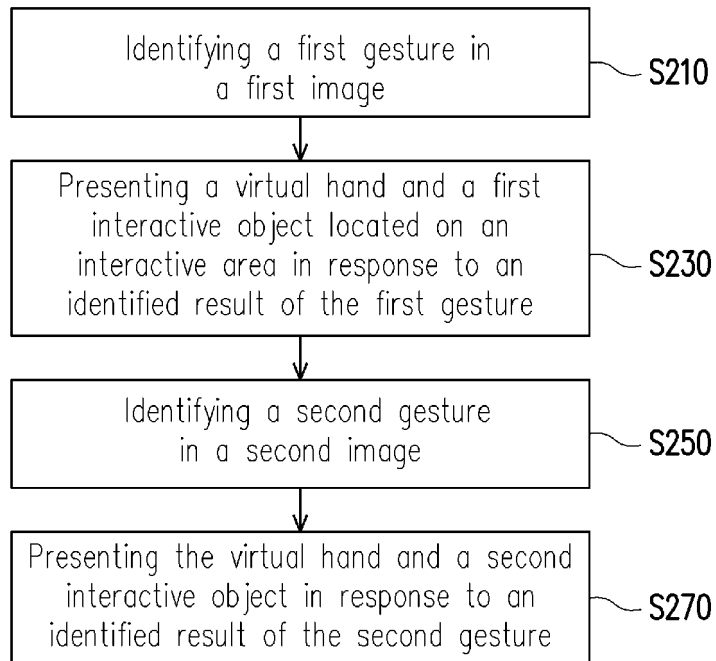 Identifying a first gesture in
a first image
S210
Presenting a virtual hand and a first
interactive object located on an
interactive area in response to an
identified result of the first gesture
S230
Identifying a second gesture
in a second image
S250
Presenting the virtual hand and a second
interactive object in response to an
identified result of the second gesture
S270